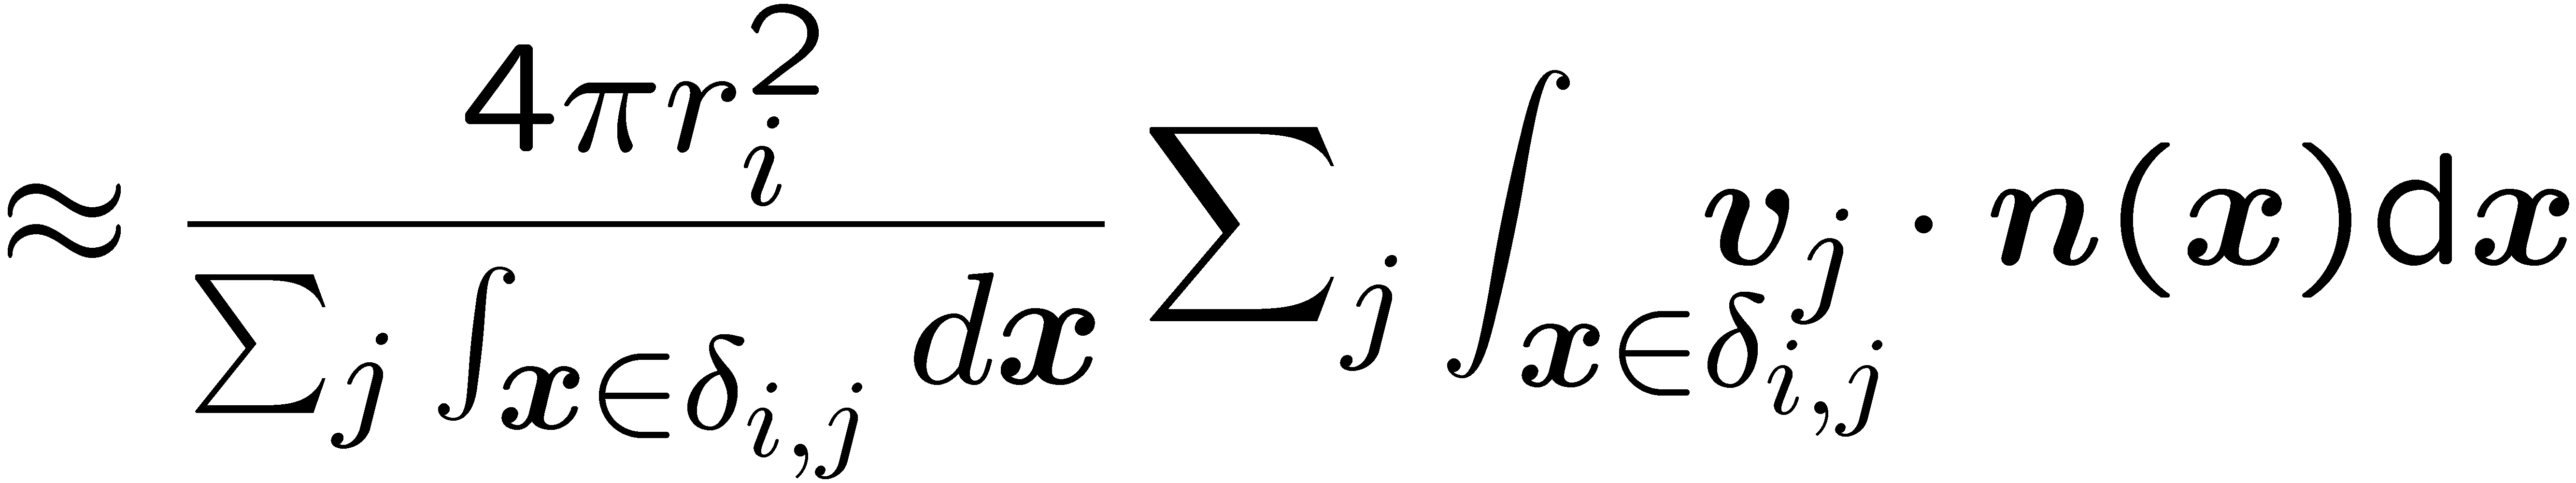 ≈ \frac{4\pi r_i^2}{\sum_j \int_{\boldsymbol{x} \in \delta_{i,j}} d\boldsymbol{x}} \sum_j \int_{\boldsymbol{x} \in \delta_{i,j}} \boldsymbol{v}_j \cdot \boldsymbol{n}(\boldsymbol{x}) \mathrm{d}\boldsymbol{x}